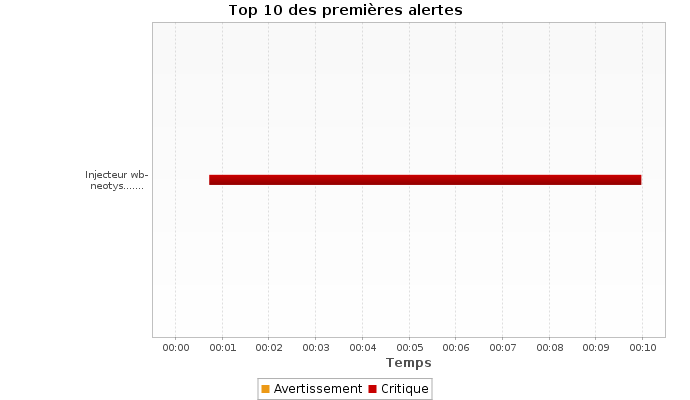 Top 10 des premières alertes
Injecteur wb-
neotys.......
00:00 00:01 00:02 00:03 00:04 00:05 00:06 00:07 00:08 00:09 00:10
Temps
Avertissement Critique